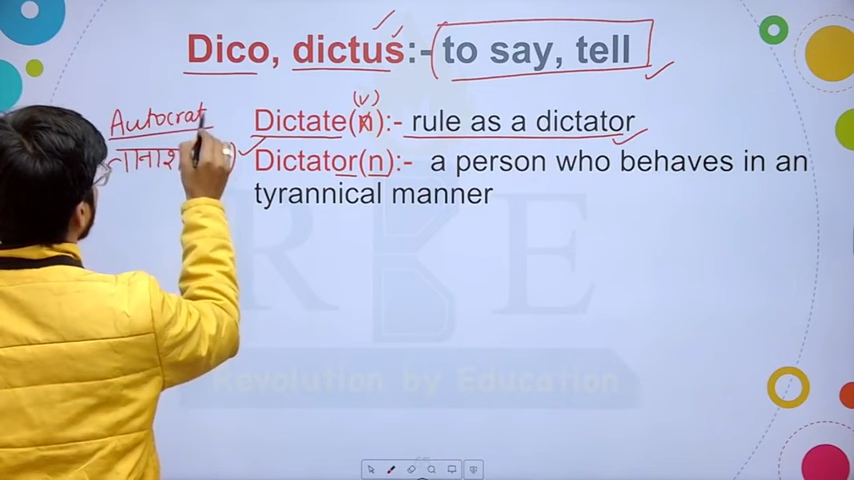 Dico, dictus:- to say, tell
(v)
Autocrat
Dictate(n):- rule as a dictator
Dictator(n):- a person who behaves in an
tyrannical manner
RKE
Revolution by Education